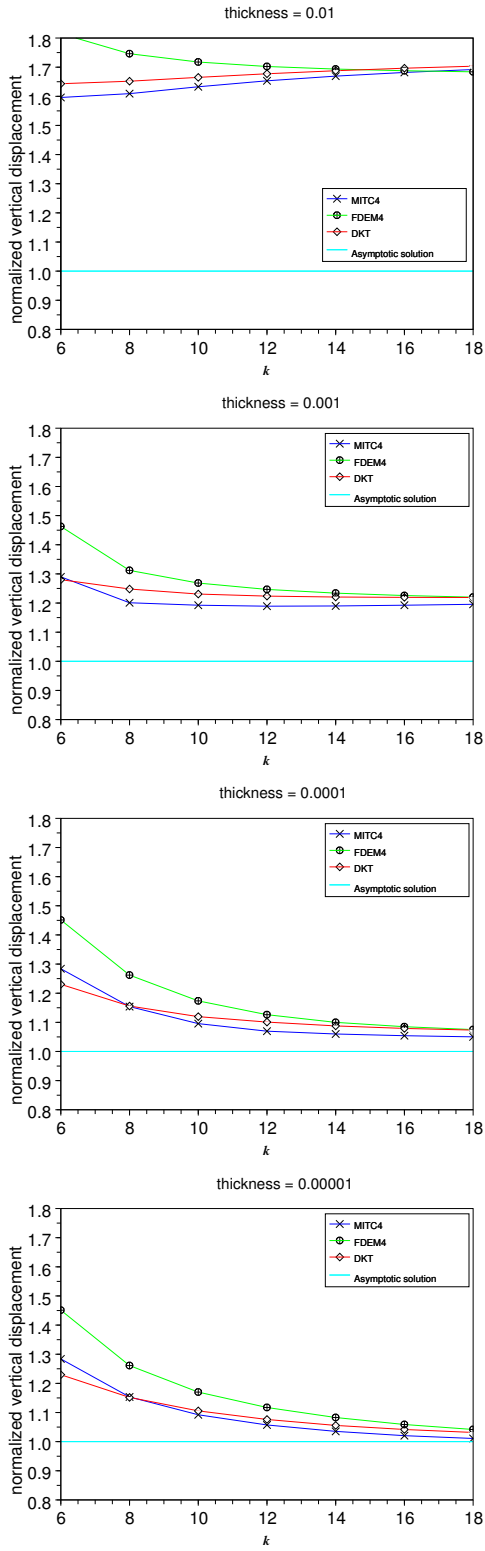 thickness = 0.01
normalized vertical displacement
1.8
1.7
1.6
1.5
1.4
1.3
1.2
1.1
1.0
0.9
0.8
MITC4
FDEM4
DKT
Asymptotic solution
6 8 10 12 14 16 18
k
thickness = 0.001
normalized vertical displacement
1.8
1.7
1.6
1.5
1.4
1.3
1.2
1.1
1.0
0.9
0.8
MITC4
FDEM4
DKT
Asymptotic solution
6 8 10 12 14 16 18
k
thickness = 0.0001
normalized vertical displacement
1.8
1.7
1.6
1.5
1.4
1.3
1.2
1.1
1.0
0.9
0.8
MITC4
FDEM4
DKT
Asymptotic solution
6 8 10 12 14 16 18
k
thickness = 0.00001
normalized vertical displacement
1.8
1.7
1.6
1.5
1.4
1.3
1.2
1.1
1.0
0.9
0.8
MITC4
FDEM4
DKT
Asymptotic solution
6 8 10 12 14 16 18
k